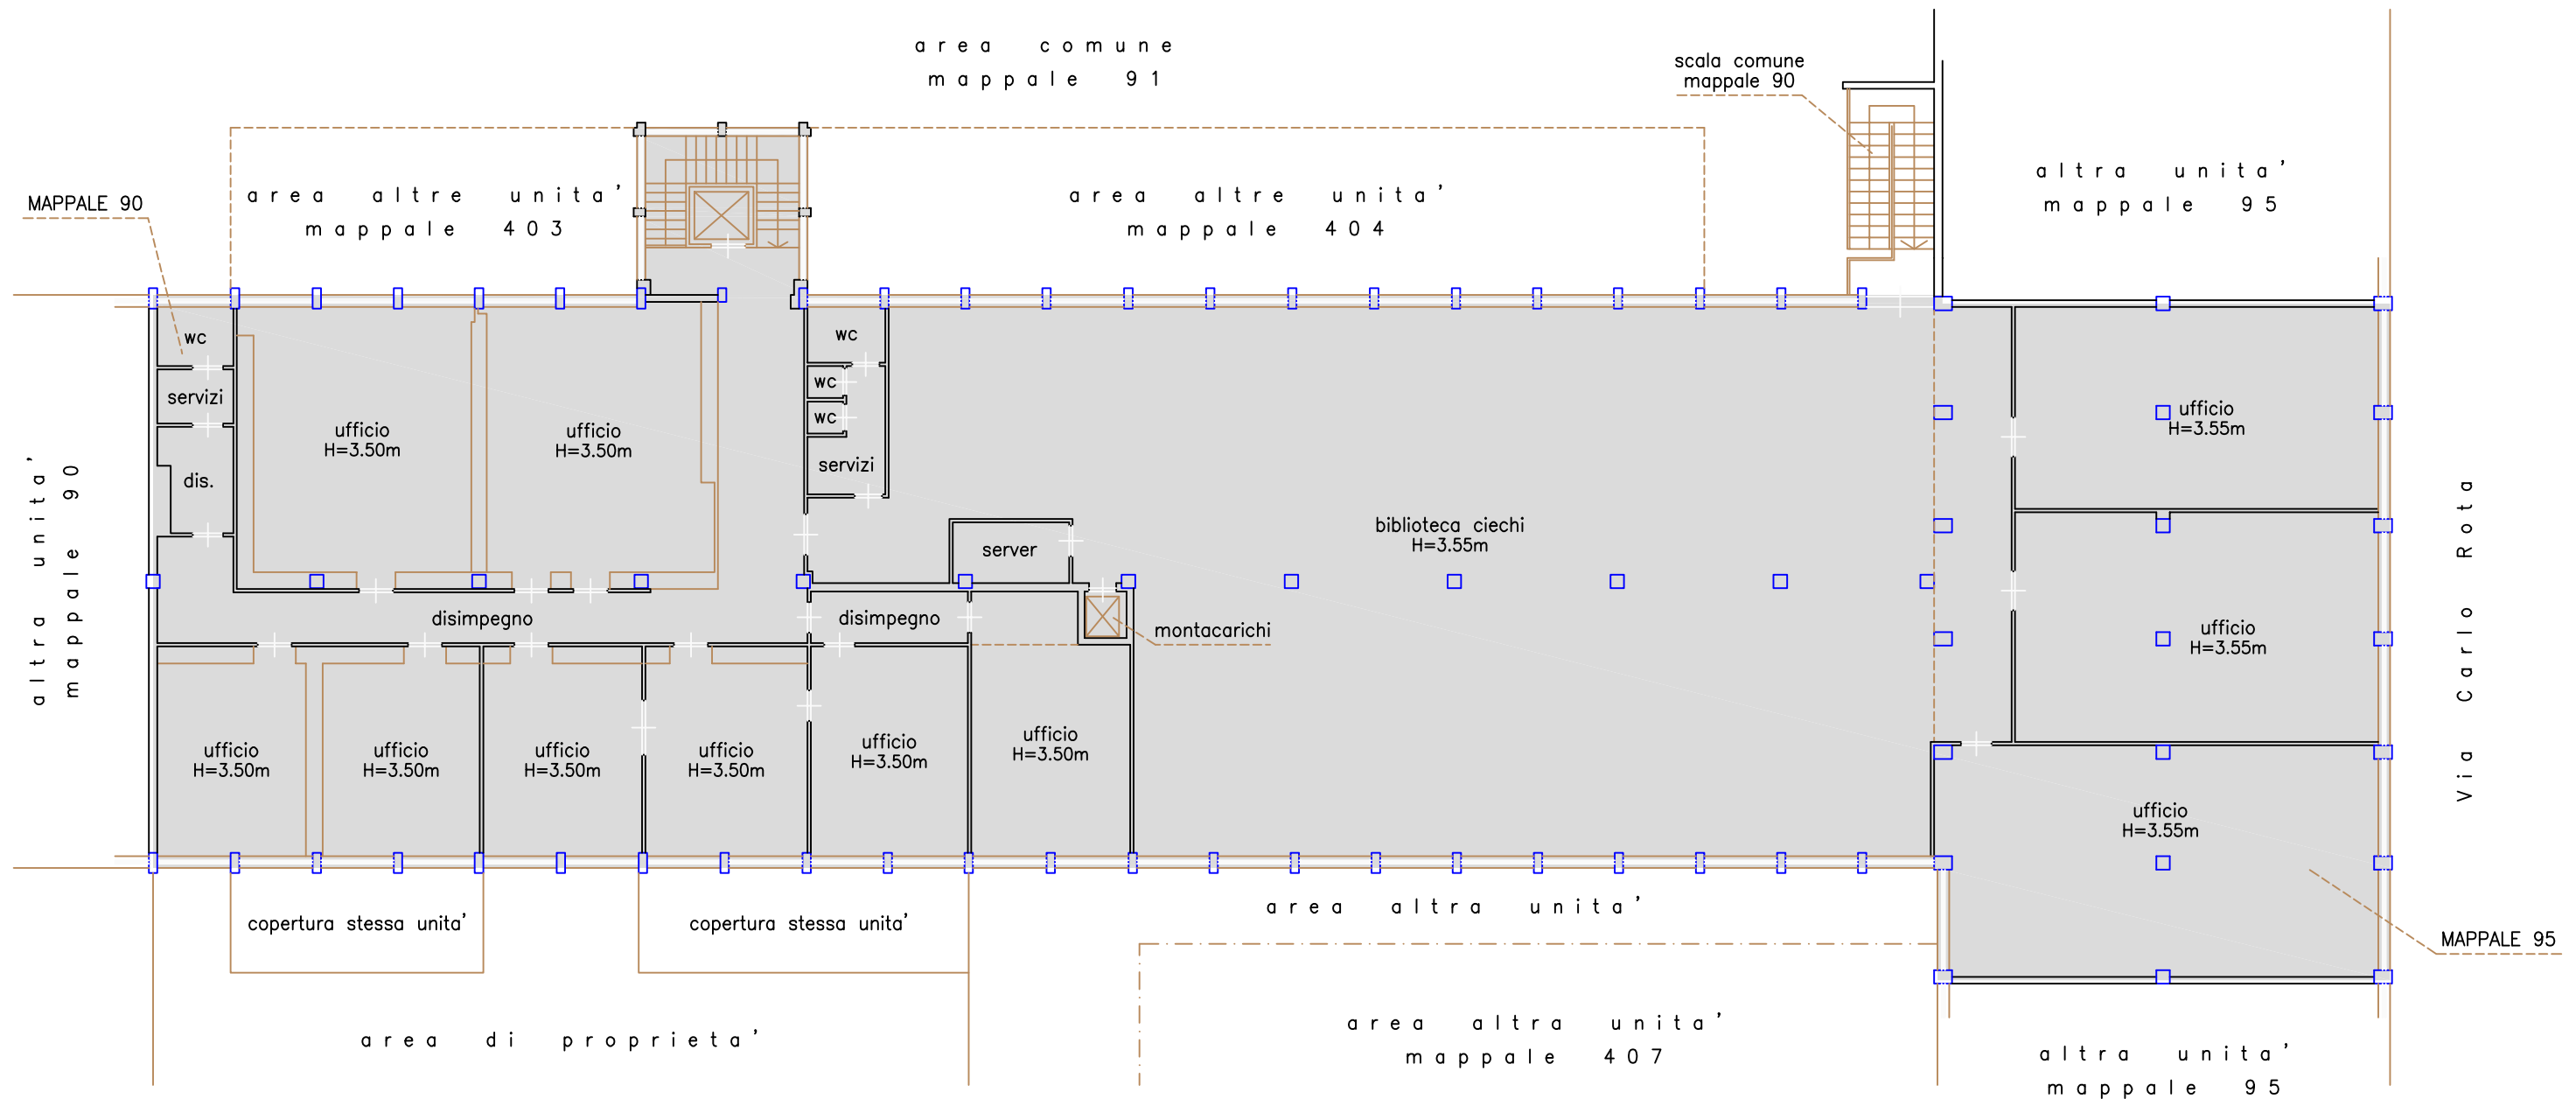 area comune
mappale 91
scala comune
mappale 90
altra unita'
mappale 95
area altre unita'
mappale 403
area altre unita'
mappale 404
MAPPALE 90
wc
servizi
dis.
ufficio
H=3.50m
ufficio
H=3.50m
wc
wc
wc
servizi
server
biblioteca ciechi
H=3.55m
ufficio
H=3.55m
ufficio
H=3.55m
ufficio
H=3.55m
altra unita'
mappale 90
Via Carlo Rota
disimpegno
disimpegno
montacarichi
ufficio
H=3.50m
ufficio
H=3.50m
ufficio
H=3.50m
ufficio
H=3.50m
ufficio
H=3.50m
ufficio
H=3.50m
copertura stessa unita'
copertura stessa unita'
area altra unita'
MAPPALE 95
area di proprieta'
area altra unita'
mappale 407
altra unita'
mappale 95